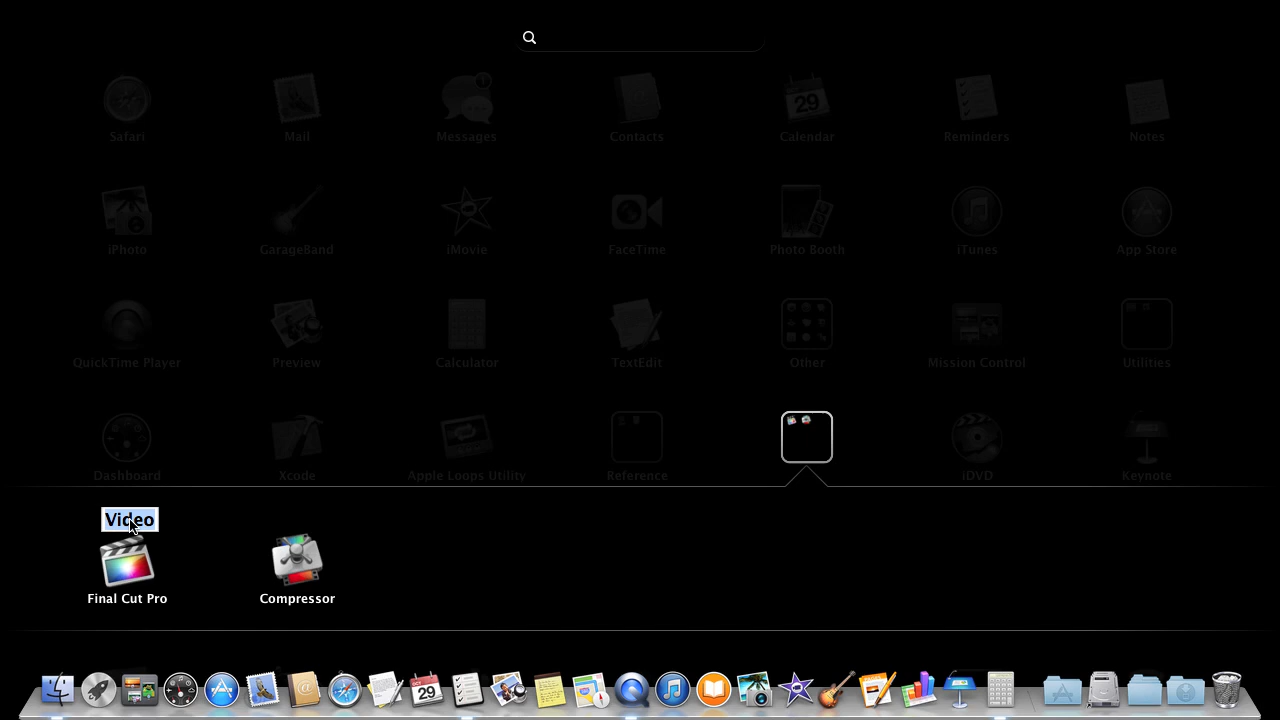 Safari Mail Messages Contacts Calendar Reminders Notes
29
iPhoto GarageBand iMovie FaceTime Photo Booth iTunes App Store
QuickTime Player Preview Calculator TextEdit Other Mission Control Utilities
Dashboard Xcode Apple Loops Utility Reference iDVD Keynote
Video
Final Cut Pro Compressor
OCT
29